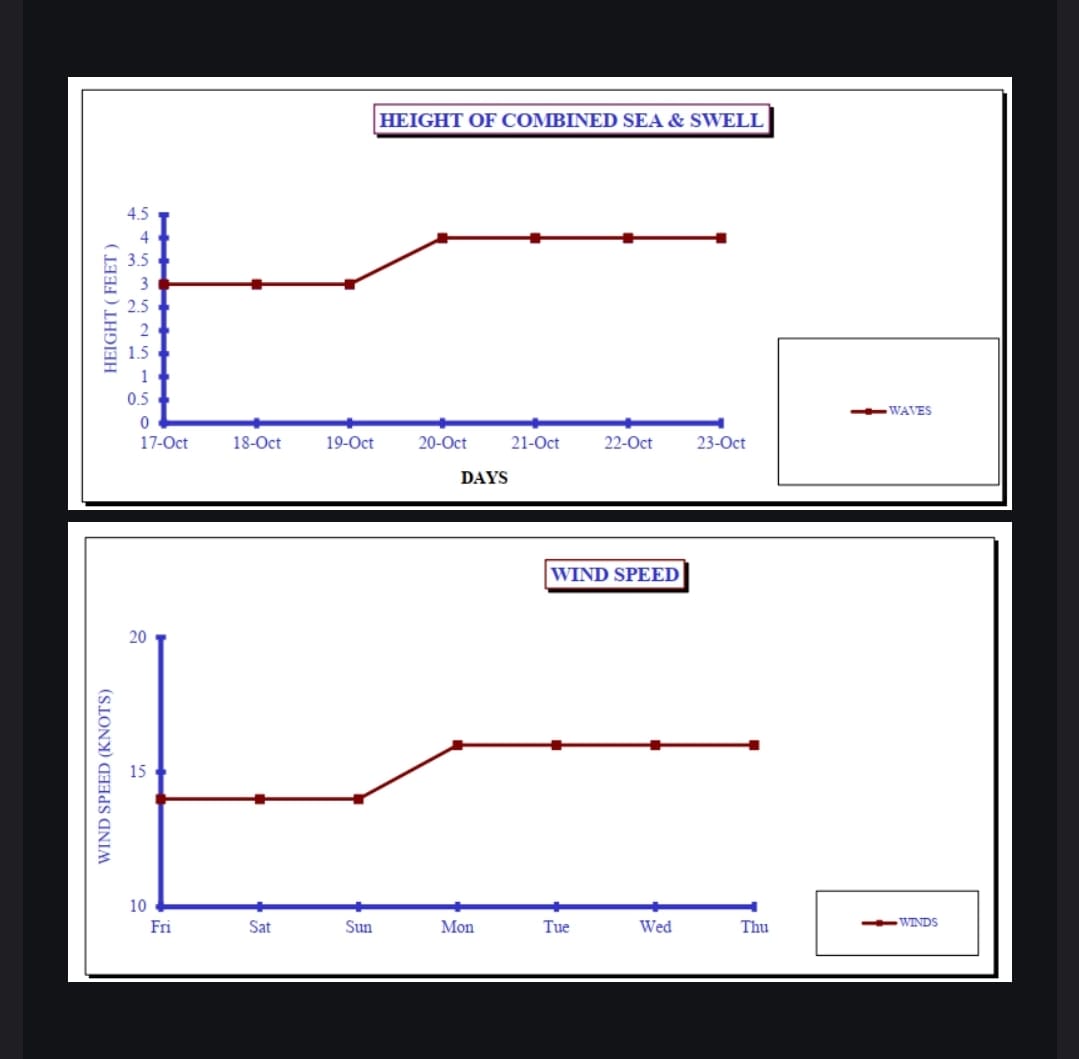 HEIGHT OF COMBINED SEA & SWELL
HEIGHT ( FEET )
4.5
4
3.5
3
2.5
2
1.5
1
0.5
0
17-Oct 18-Oct 19-Oct 20-Oct 21-Oct 22-Oct 23-Oct
DAYS
WAVES
WIND SPEED
WIND SPEED (KNOTS)
20
15
10
Fri Sat Sun Mon Tue Wed Thu
WINDS